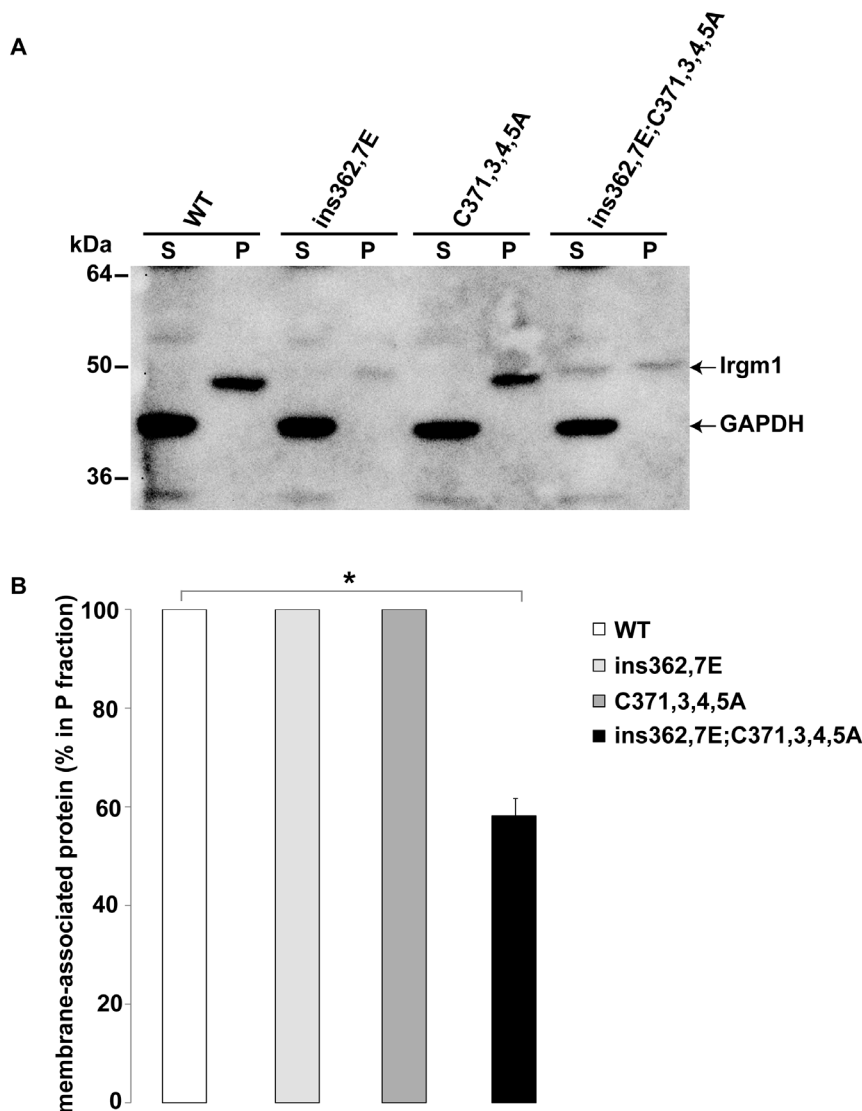 A
WT
ins362,7E
C371,3,4,5A
ins362,7E;C371,3,4,5A
kDa
S P S P S P S P
64
50
Irgm1
GAPDH
36
B
*
membrane-associated protein (% in P fraction)
100
80
60
40
20
0
WT
ins362,7E
C371,3,4,5A
ins362,7E;C371,3,4,5A